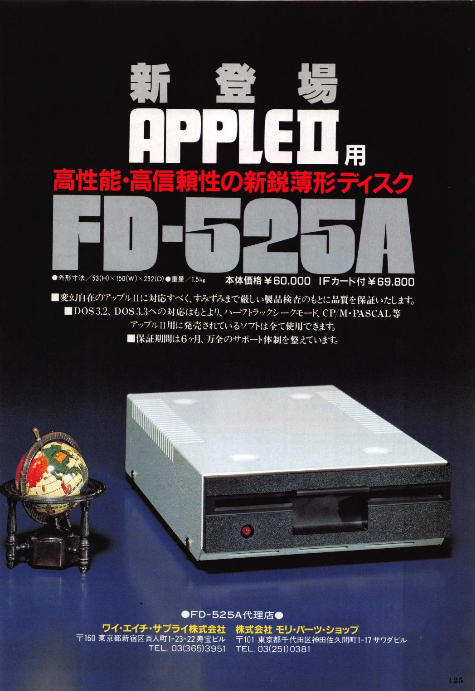 新登場
APPLEII用
高性能・高信頼性の新鋭薄形ディスク
FD-525A
●外形寸法／53(H)×150(W)×232(D)●重量／1.5kg 本体価格￥60,000 IFカード付￥69,800
■変幻自在のアップルIIに対応すべく、すみずみまで厳しい製品検査のもとに品質を保証いたします。
■DOS3.2、DOS3.3への対応はもとより、ハーフトラックシークモード、CP/M・PASCAL等
アップルII用に発売されているソフトは全て使用できます。
■保証期間は6ヶ月、万全のサポート体制を整えています。
●FD-525A代理店●
ワイ・エイチ・サプライ株式会社 株式会社 モリ・パーツ・ショップ
〒160 東京都新宿区百人町1-23-22寿宝ビル 〒101 東京都千代田区神田佐久間町1-17サワダビル
TEL. 03(365)3951 TEL. 03(251)0381
125